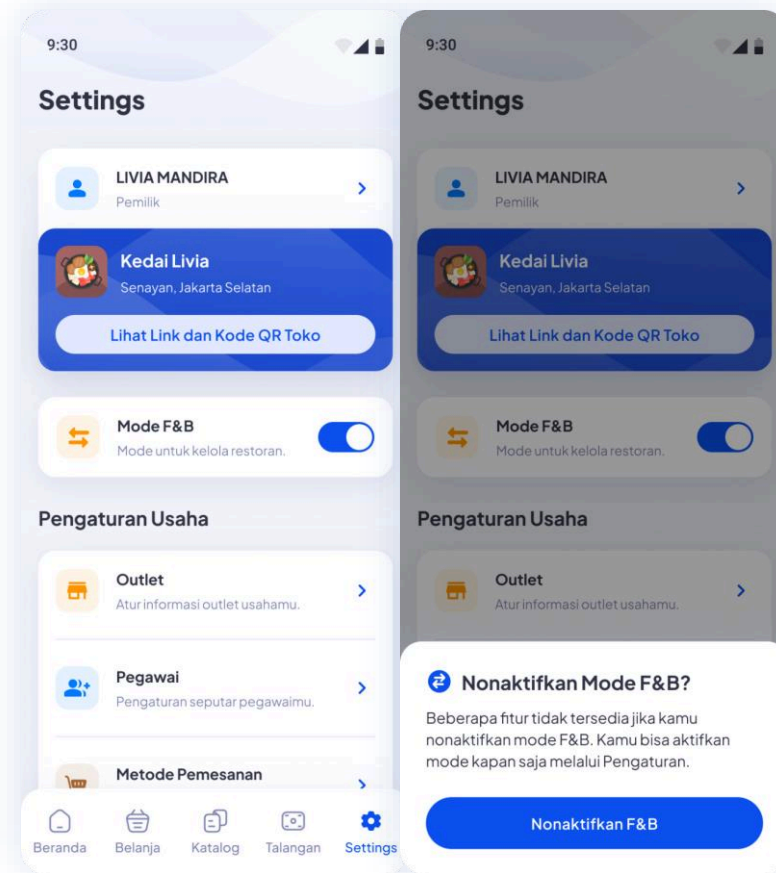 9:30
Settings
LIVIA MANDIRA
Pemilik
Kedai Livia
Senayan, Jakarta Selatan
Lihat Link dan Kode QR Toko
Mode F&B
Mode untuk kelola restoran.
Pengaturan Usaha
Outlet
Atur informasi outlet usahamu.
Pegawai
Pengaturan seputar pegawaimu.
Metode Pemesanan
Beranda
Belanja
Katalog
Talangan
Settings
9:30
Settings
LIVIA MANDIRA
Pemilik
Kedai Livia
Senayan, Jakarta Selatan
Lihat Link dan Kode QR Toko
Mode F&B
Mode untuk kelola restoran.
Pengaturan Usaha
Outlet
Atur informasi outlet usahamu.
Nonaktifkan Mode F&B?
Beberapa fitur tidak tersedia jika kamu
nonaktifkan mode F&B. Kamu bisa aktifkan
mode kapan saja melalui Pengaturan.
Nonaktifkan F&B